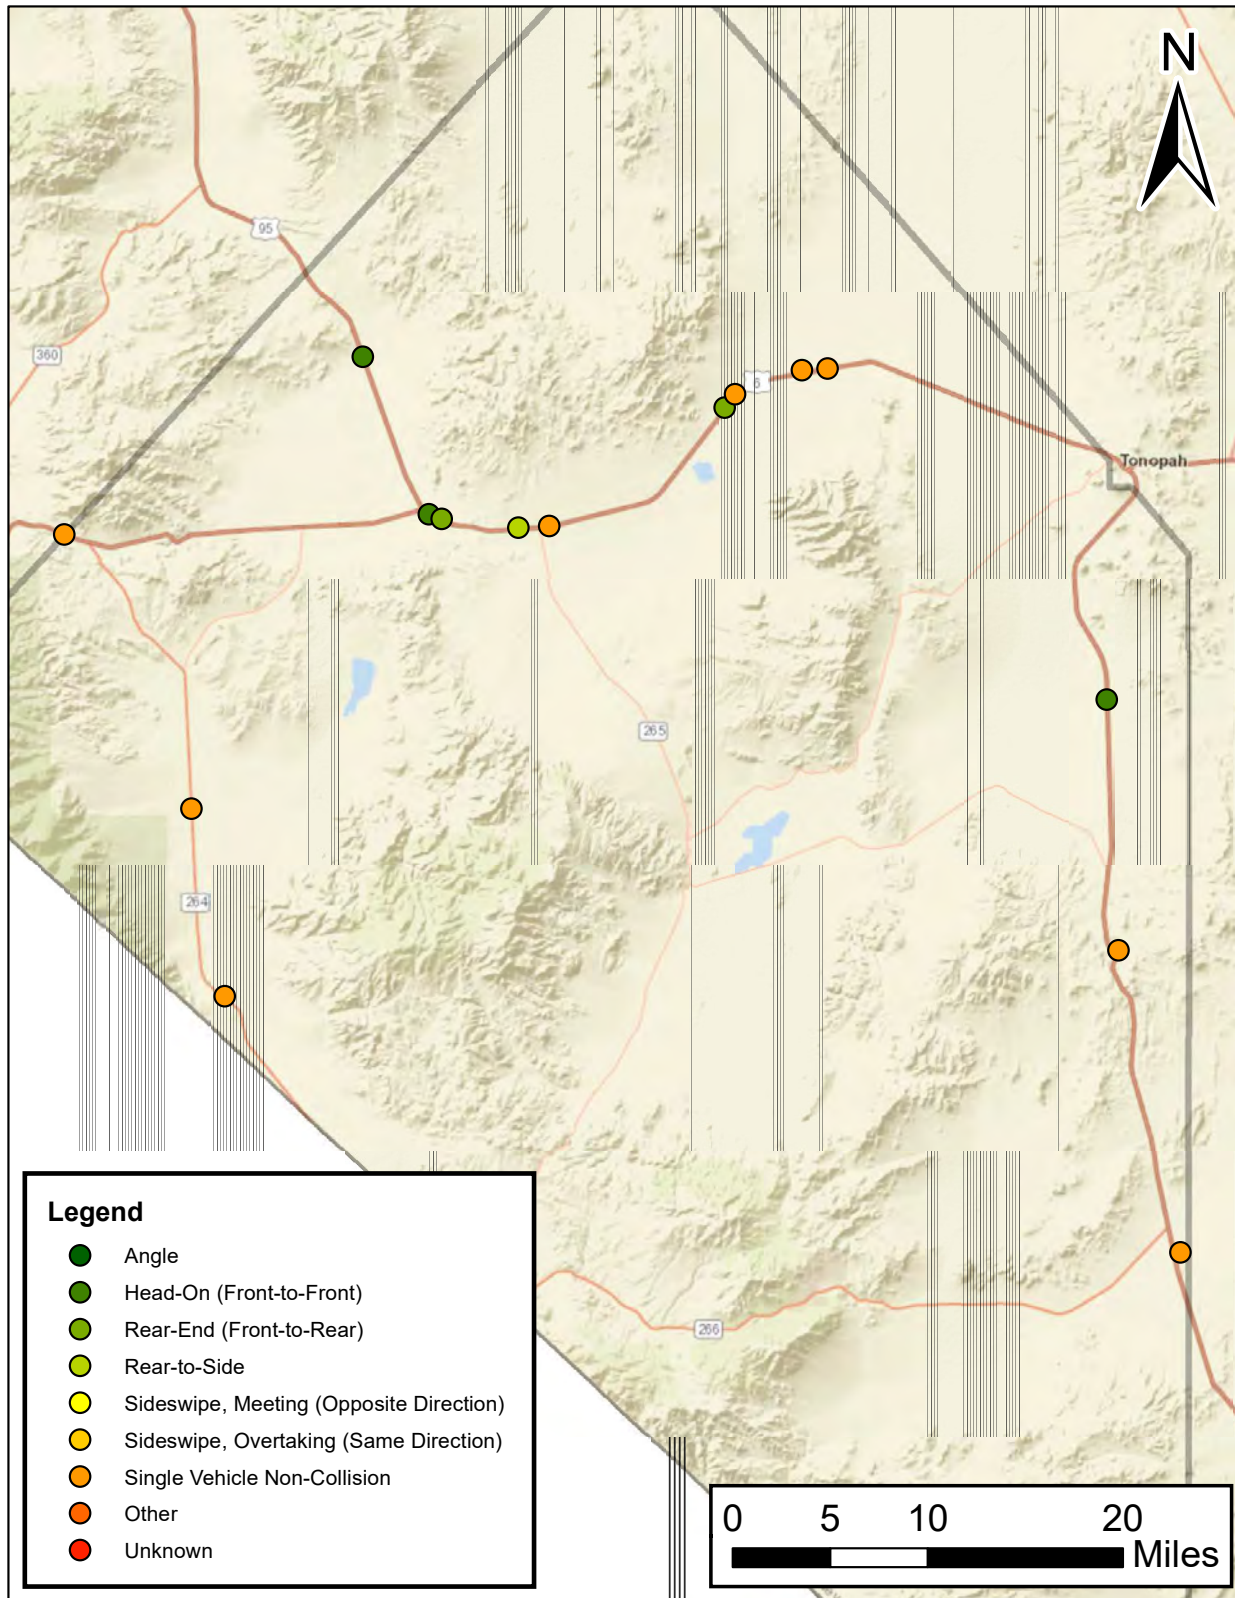 N
95
360
6
Tonopah
265
264
266
Legend
Angle
Head-On (Front-to-Front)
Rear-End (Front-to-Rear)
Rear-to-Side
Sideswipe, Meeting (Opposite Direction)
Sideswipe, Overtaking (Same Direction)
Single Vehicle Non-Collision
Other
Unknown
0 5 10 20
Miles